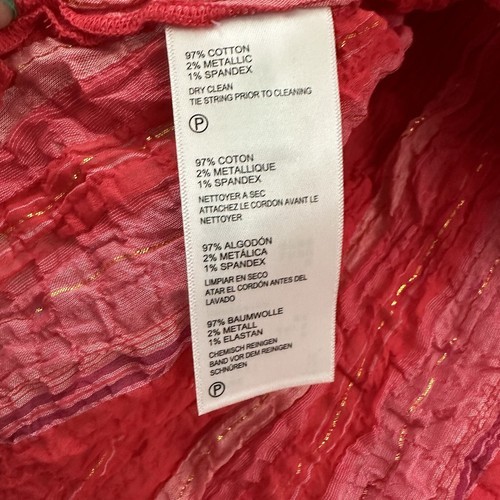 97% COTTON
2% METALLIC
1% SPANDEX
DRY CLEAN
TIE STRING PRIOR TO CLEANING
P
97% COTON
2% METALLIQUE
1% SPANDEX
NETTOYER A SEC
ATTACHEZ LE CORDON AVANT LE
NETTOYER
97% ALGODÓN
2% METÁLICA
1% SPANDEX
LIMPIAR EN SECO
ATAR EL CORDÓN ANTES DEL
LAVADO
97% BAUMWOLLE
2% METALL
1% ELASTAN
CHEMISCH REINIGEN
BAND VOR DEM REINIGEN
SCHNÜREN
P